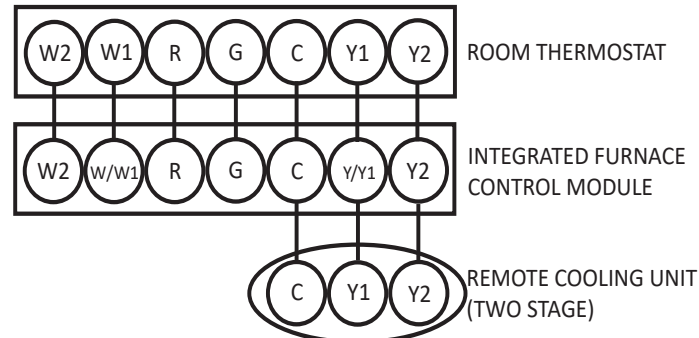 W2 W1 R G C Y1 Y2 ROOM THERMOSTAT
W2 W/W1 R G C Y/Y1 Y2 INTEGRATED FURNACE
CONTROL MODULE
C Y1 Y2 REMOTE COOLING UNIT
(TWO STAGE)